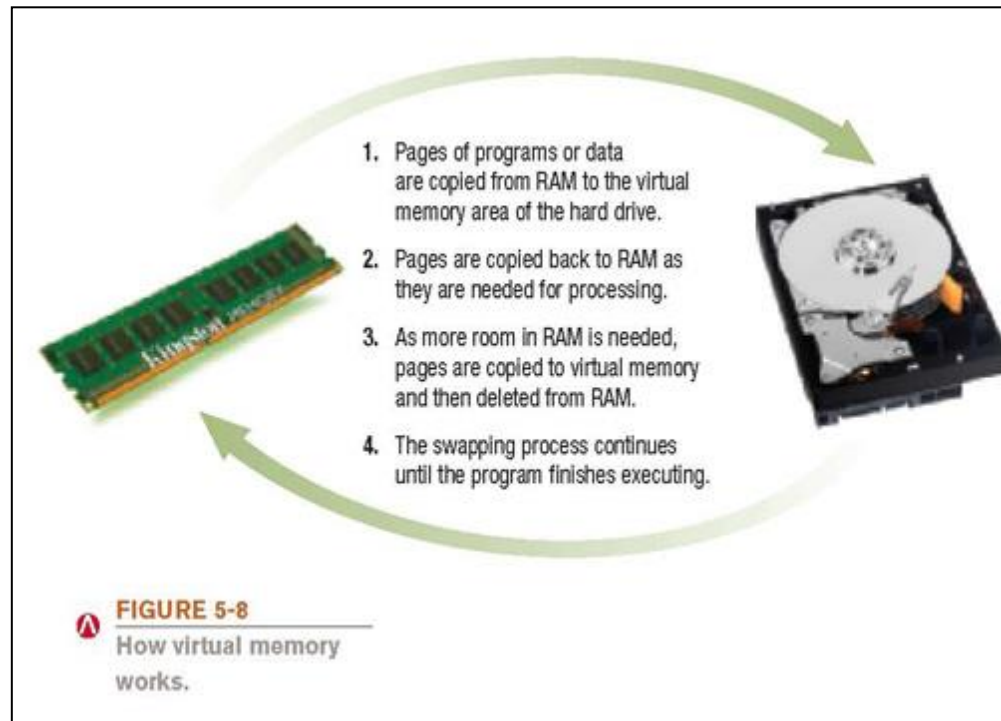 1. Pages of programs or data
are copied from RAM to the virtual
memory area of the hard drive.
2. Pages are copied back to RAM as
they are needed for processing.
3. As more room in RAM is needed,
pages are copied to virtual memory
and then deleted from RAM.
4. The swapping process continues
until the program finishes executing.
Kingston
FIGURE 5-8
How virtual memory
works.